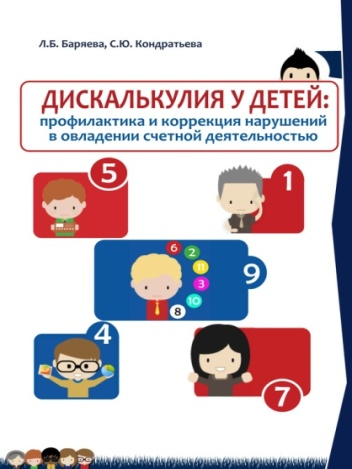 Л.Б. Баряева, С.Ю. Кондратьева
ДИСКАЛЬКУЛИЯ У ДЕТЕЙ:
профилактика и коррекция нарушений
в овладении счетной деятельностью
5
1
6
2
11
3
10
8
9
4
7